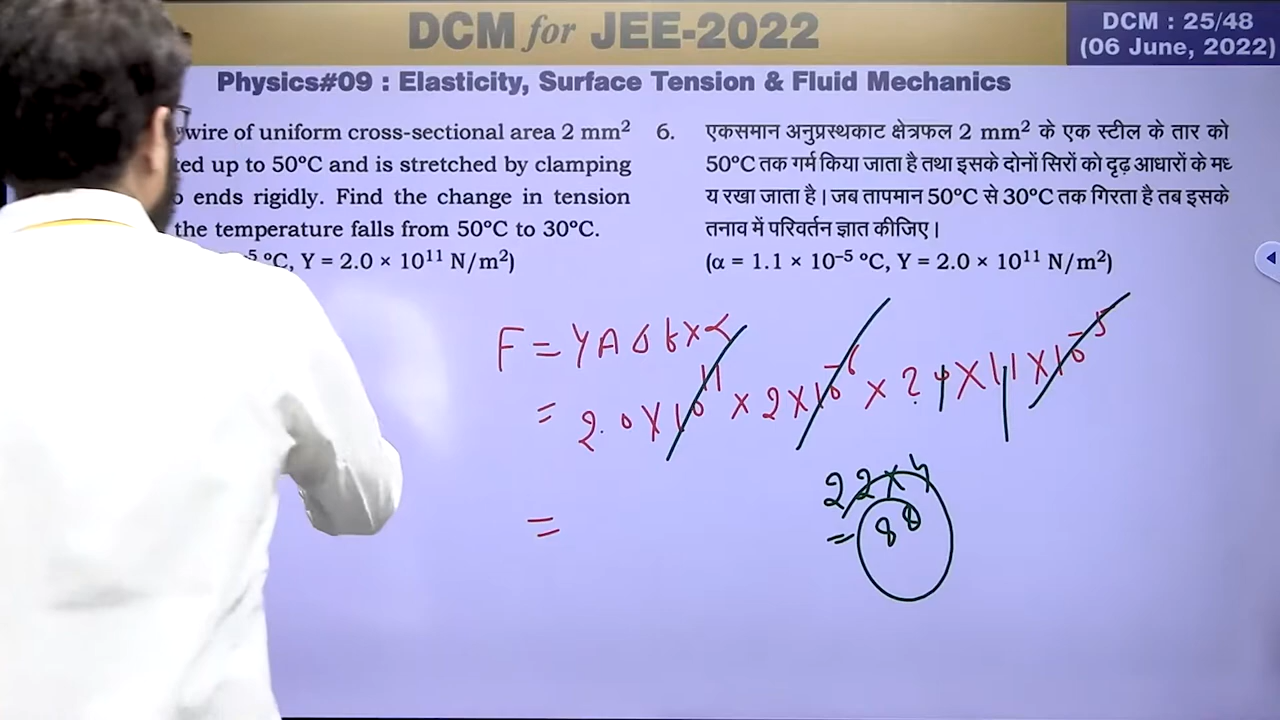 DCM for JEE-2022
DCM : 25/48
(06 June, 2022)
Physics#09 : Elasticity, Surface Tension & Fluid Mechanics
wire of uniform cross-sectional area 2 mm²
ted up to 50°C and is stretched by clamping
ends rigidly. Find the change in tension
the temperature falls from 50°C to 30°C.
⁻⁵ °C, Y = 2.0 × 10¹¹ N/m²)
6. एकसमान अनुप्रस्थकाट क्षेत्रफल 2 mm² के एक स्टील के तार को
50°C तक गर्म किया जाता है तथा इसके दोनों सिरों को दृढ़ आधारों के मध
्य रखा जाता है। जब तापमान 50°C से 30°C तक गिरता है तब इसके
तनाव में परिवर्तन ज्ञात कीजिए।
(α = 1.1 × 10⁻⁵ °C, Y = 2.0 × 10¹¹ N/m²)
F = YAΔt×α
= 2.0×10¹¹ × 2×10⁻⁶ ×
×10⁻⁵
22×4
= 88
=